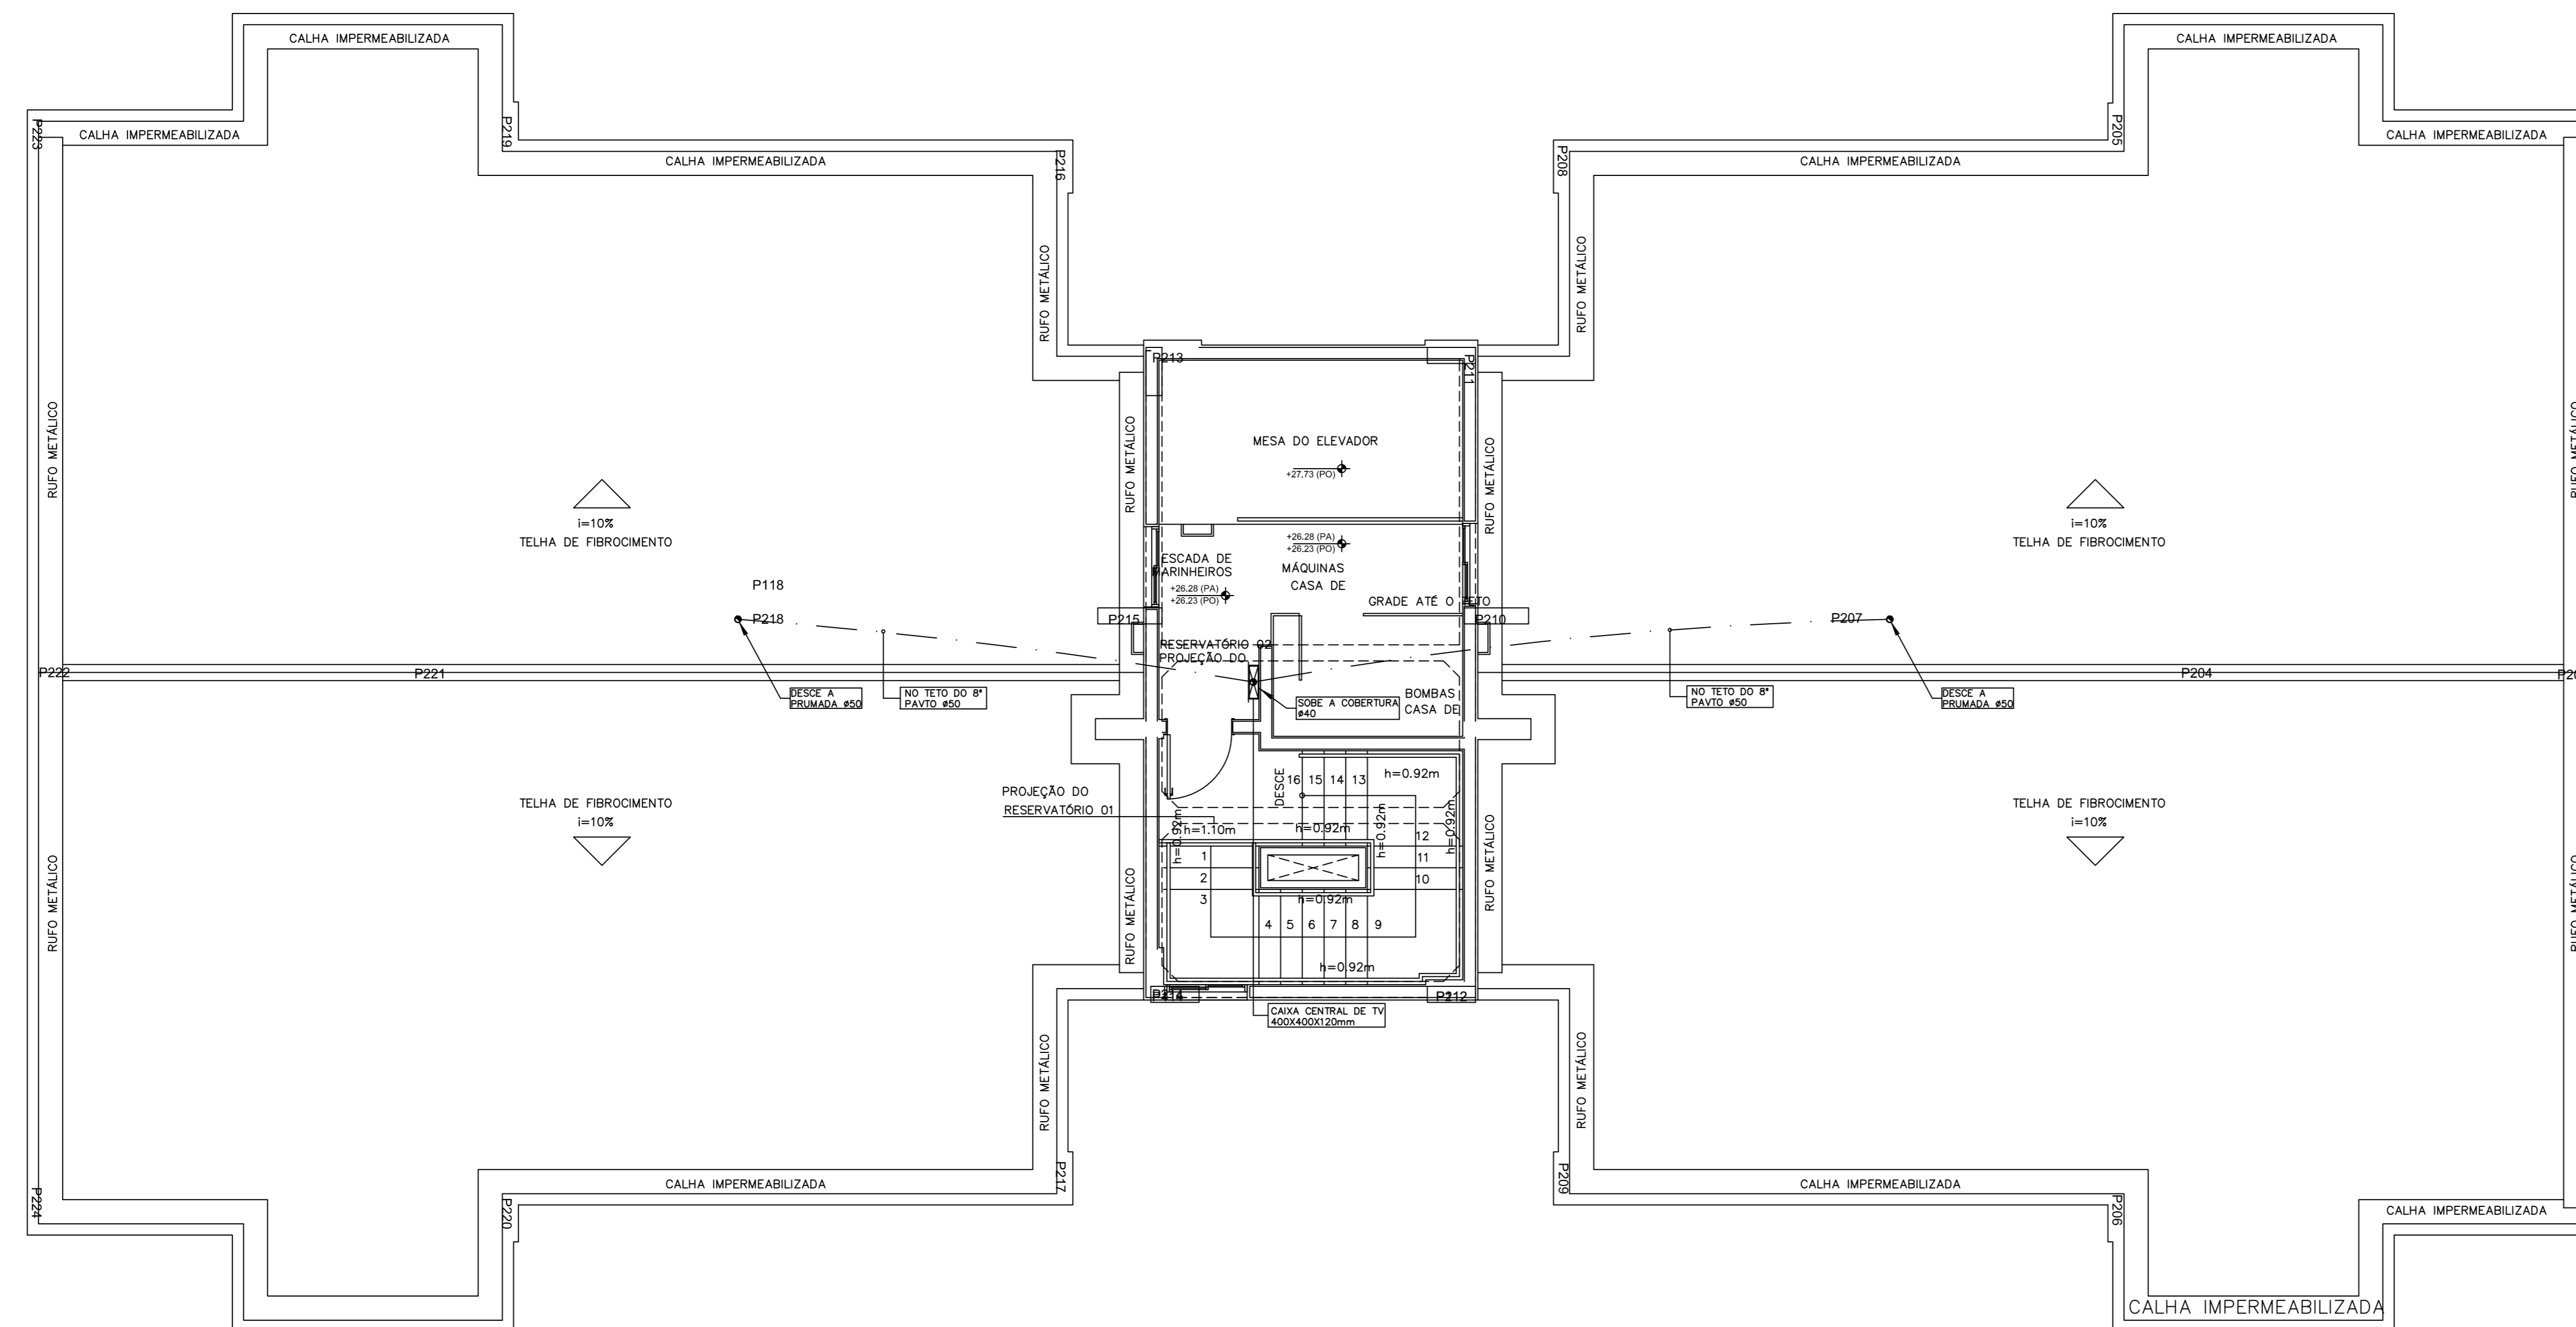 CALHA IMPERMEABILIZADA
CALHA IMPERMEABILIZADA
P223
CALHA IMPERMEABILIZADA
P219
CALHA IMPERMEABILIZADA
P216
P208
CALHA IMPERMEABILIZADA
P205
CALHA IMPERMEABILIZADA
RUFO METÁLICO
RUFO METÁLICO
P213
P211
RUFO METÁLICO
RUFO METÁLICO
MESA DO ELEVADOR
+27,73 (PO)
RUFO METÁLICO
RUFO METÁLICO
i=10%
TELHA DE FIBROCIMENTO
i=10%
TELHA DE FIBROCIMENTO
+26.28 (PA)
+26.23 (PO)
ESCADA DE
MARINHEIROS
MÁQUINAS
CASA DE
+26.28 (PA)
+26.23 (PO)
GRADE ATÉ O TETO
P118
P218
P215
P210
P207
RESERVATÓRIO 02
PROJEÇÃO DO
P222
P221
P204
DESCE A
PRUMADA ø50
NO TETO DO 8°
PAVTO ø50
SOBE A COBERTURA
ø40
BOMBAS
CASA DE
NO TETO DO 8°
PAVTO ø50
DESCE A
PRUMADA ø50
DESCE
16 15 14 13
h=0.92m
PROJEÇÃO DO
RESERVATÓRIO 01
TELHA DE FIBROCIMENTO
i=10%
TELHA DE FIBROCIMENTO
i=10%
h=0.92m
h=1.10m
h=0.92m
h=0.92m
h=0.92m
12
1
11
2
10
3
h=0.92m
4 5 6 7 8 9
h=0.92m
RUFO METÁLICO
RUFO METÁLICO
RUFO METÁLICO
RUFO METÁLICO
P214
P212
CAIXA CENTRAL DE TV
400X400X120mm
RUFO METÁLICO
RUFO METÁLICO
P224
P220
CALHA IMPERMEABILIZADA
P217
P209
CALHA IMPERMEABILIZADA
P206
CALHA IMPERMEABILIZADA
CALHA IMPERMEABILIZADA